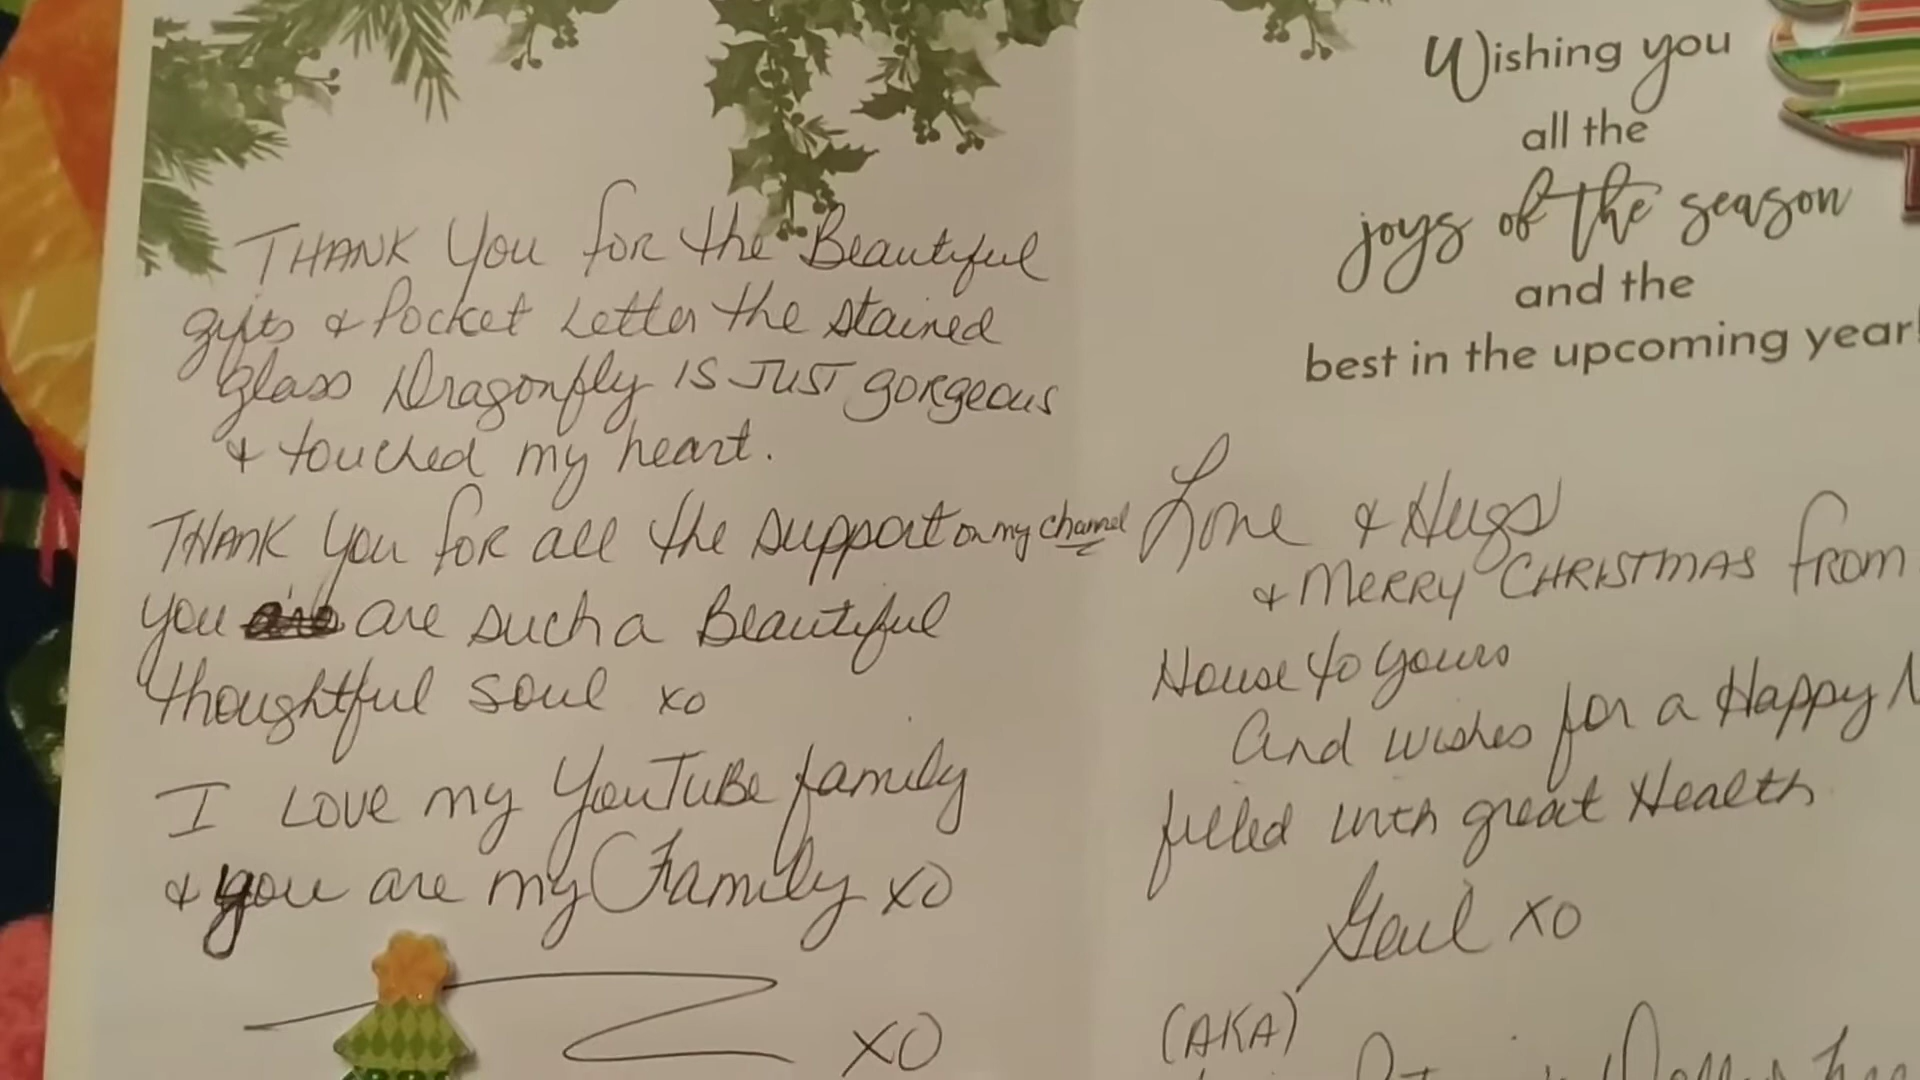 THANK You for the Beautiful
gifts & Pocket Letter the stained
glass Dragonfly IS JUST gorgeous
& touched my heart.
THANK You for all the support on my channel
you are such a Beautiful
thoughtful soul xo
I LOVE my YouTube family
& you are my Family XO
XO
Wishing you
all the
joys of the season
and the
best in the upcoming year!
Love & Hugs
& MERRY CHRISTMAS from
House to yours
And wishes for a Happy
filled with great Health
Gail XO
(AKA)